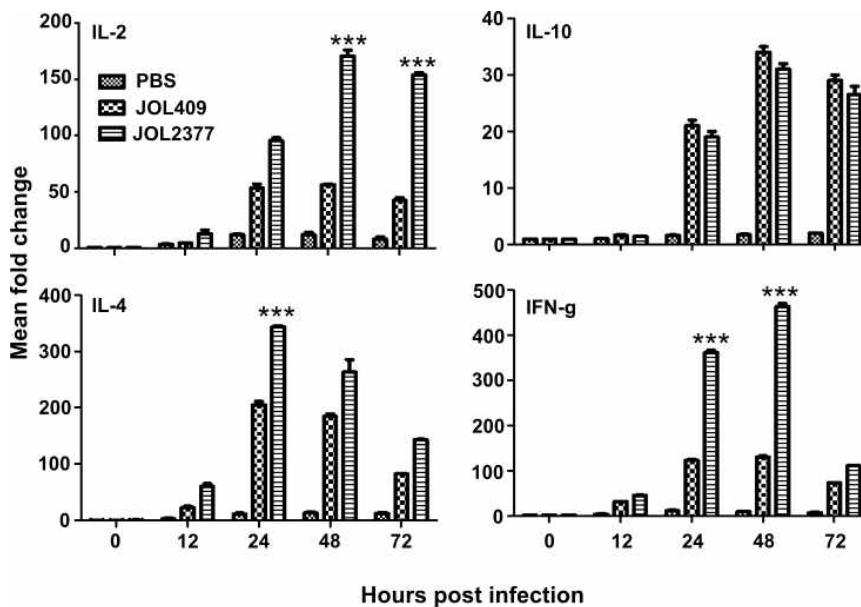 Mean fold change
IL-2
PBS
JOL409
JOL2377
200
150
100
50
0
***
***
IL-10
40
30
20
10
0
IL-4
400
300
200
100
0
***
0 12 24 48 72
IFN-g
500
400
300
200
100
0
***
***
0 12 24 48 72
Hours post infection